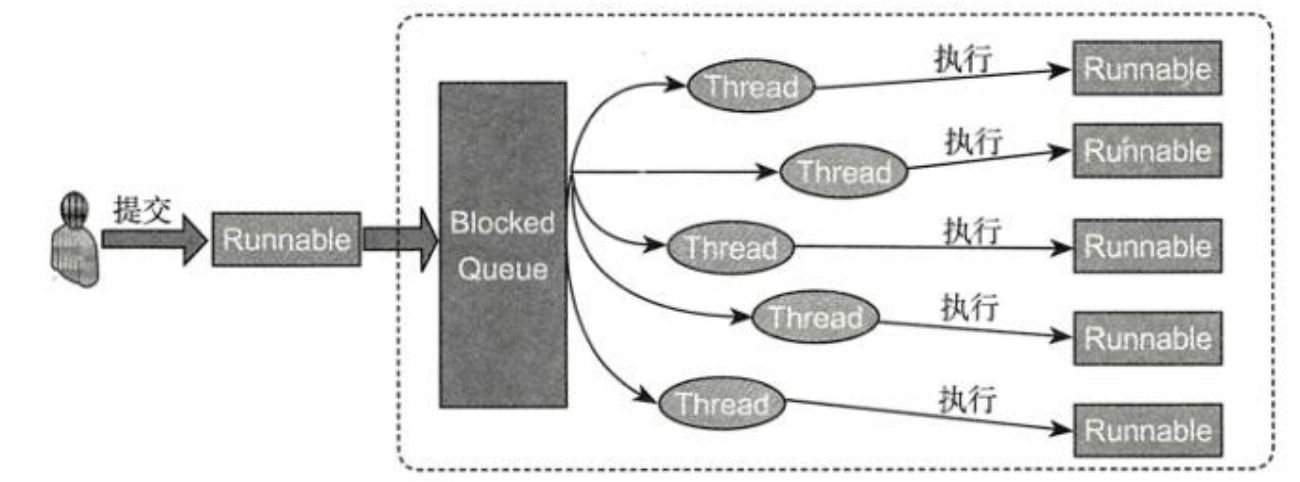 提交
Runnable
Blocked
Queue
Thread
执行
Runnable
Thread
执行
Runnable
Thread
执行
Runnable
Thread
执行
Runnable
Thread
执行
Runnable